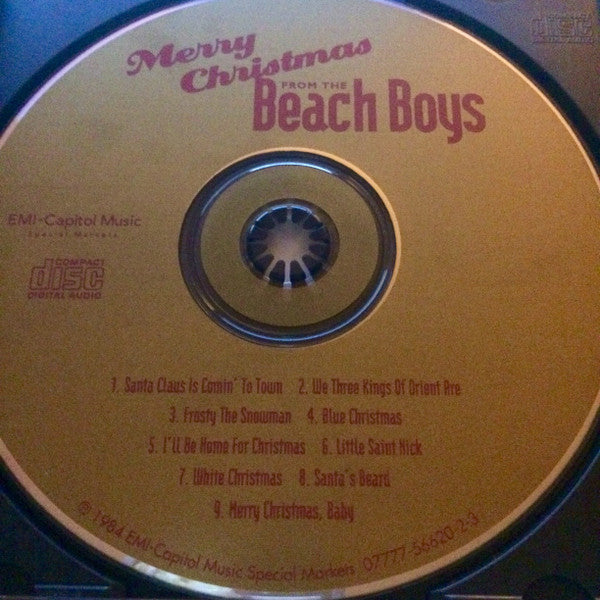 Merry
Christmas
FROM THE
Beach Boys
EMI-Capitol Music
Special Markets
COMPACT
disc
DIGITAL AUDIO
1. Santa Claus Is Comin' To Town 2. We Three Kings Of Orient Are
3. Frosty The Snowman 4. Blue Christmas
5. I'll Be Home For Christmas 6. Little Saint Nick
7. White Christmas 8. Santa's Beard
9. Merry Christmas, Baby
℗ 1984 EMI-Capitol Music Special Markets 07777-56620-2-3
disc